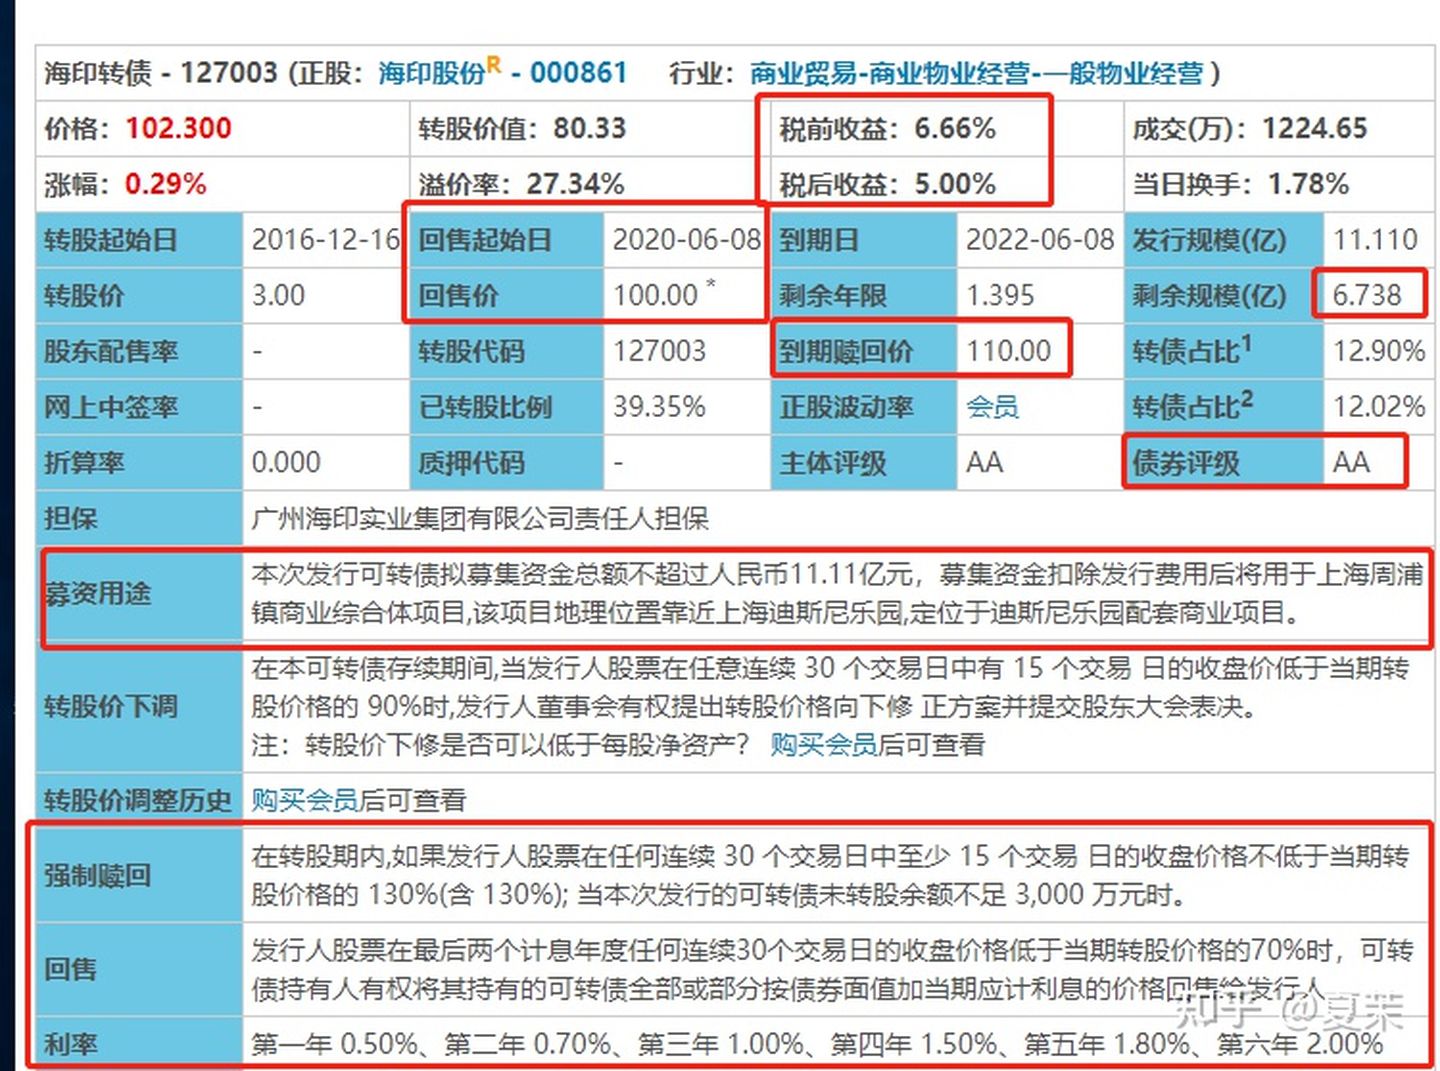 海印转债 - 127003 (正股：海印股份R - 000861 行业：商业贸易-商业物业经营-一般物业经营 )
价格：102.300 转股价值：80.33 税前收益：6.66% 成交(万)：1224.65
涨幅：0.29% 溢价率：27.34% 税后收益：5.00% 当日换手：1.78%
转股起始日 2016-12-16 回售起始日 2020-06-08 到期日 2022-06-08 发行规模(亿) 11.110
转股价 3.00 回售价 100.00 * 剩余年限 1.395 剩余规模(亿) 6.738
股东配售率 - 转股代码 127003 到期赎回价 110.00 转债占比1 12.90%
网上中签率 - 已转股比例 39.35% 正股波动率 会员 转债占比2 12.02%
折算率 0.000 质押代码 - 主体评级 AA 债券评级 AA
担保 广州海印实业集团有限公司责任人担保
募资用途 本次发行可转债拟募集资金总额不超过人民币11.11亿元，募集资金扣除发行费用后将用于上海周浦
镇商业综合体项目,该项目地理位置靠近上海迪斯尼乐园,定位于迪斯尼乐园配套商业项目。
转股价下调 在本可转债存续期间,当发行人股票在任意连续 30 个交易日中有 15 个交易 日的收盘价低于当期转
股价格的 90%时,发行人董事会有权提出转股价格向下修 正方案并提交股东大会表决。
注：转股价下修是否可以低于每股净资产？ 购买会员后可查看
转股价调整历史 购买会员后可查看
强制赎回 在转股期内,如果发行人股票在任何连续 30 个交易日中至少 15 个交易 日的收盘价格不低于当期转
股价格的 130%(含 130%); 当本次发行的可转债未转股余额不足 3,000 万元时。
回售 发行人股票在最后两个计息年度任何连续30个交易日的收盘价格低于当期转股价格的70%时，可转
债持有人有权将其持有的可转债全部或部分按债券面值加当期应计利息的价格回售给发行人
知乎 @夏茉
利率 第一年 0.50%、第二年 0.70%、第三年 1.00%、第四年 1.50%、第五年 1.80%、第六年 2.00%